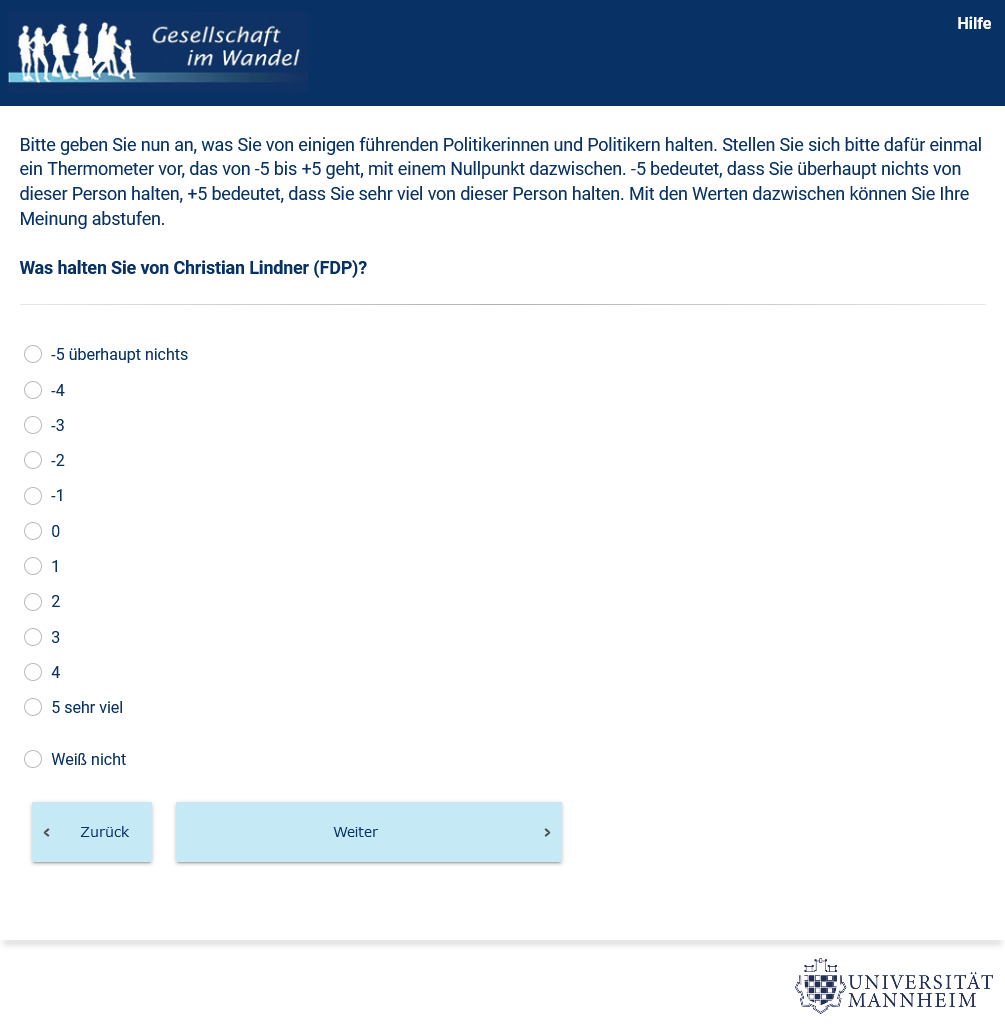 Gesellschaft
im Wandel
Hilfe
Bitte geben Sie nun an, was Sie von einigen führenden Politikerinnen und Politikern halten. Stellen Sie sich bitte dafür einmal
ein Thermometer vor, das von -5 bis +5 geht, mit einem Nullpunkt dazwischen. -5 bedeutet, dass Sie überhaupt nichts von
dieser Person halten, +5 bedeutet, dass Sie sehr viel von dieser Person halten. Mit den Werten dazwischen können Sie Ihre
Meinung abstufen.
Was halten Sie von Christian Lindner (FDP)?
-5 überhaupt nichts
-4
-3
-2
-1
0
1
2
3
4
5 sehr viel
Weiß nicht
Zurück
Weiter
UNIVERSITÄT
MANNHEIM